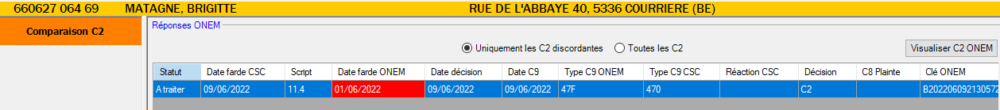 660627 064 69 MATAGNE, BRIGITTE RUE DE L'ABBAYE 40, 5336 COURRIERE (BE)
Comparaison C2
Réponses ONEM
Uniquement les C2 discordantes Toutes les C2 Visualiser C2 ONEM
Statut Date farde CSC Script Date farde ONEM Date décision Date C9 Type C9 ONEM Type C9 CSC Réaction CSC Décision C8 Plainte Clé ONEM
A traiter 09/06/2022 11.4 01/06/2022 09/06/2022 09/06/2022 47F 470 C2 B202206092130572